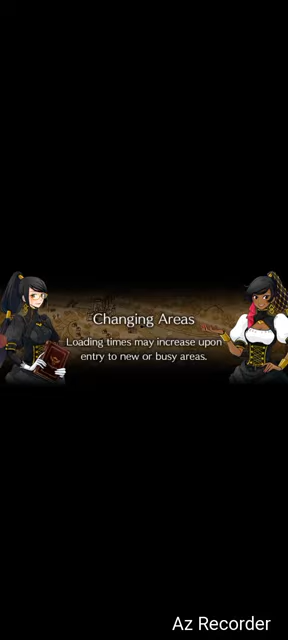 Changing Areas
Loading times may increase upon
entry to new or busy areas.
Az Recorder